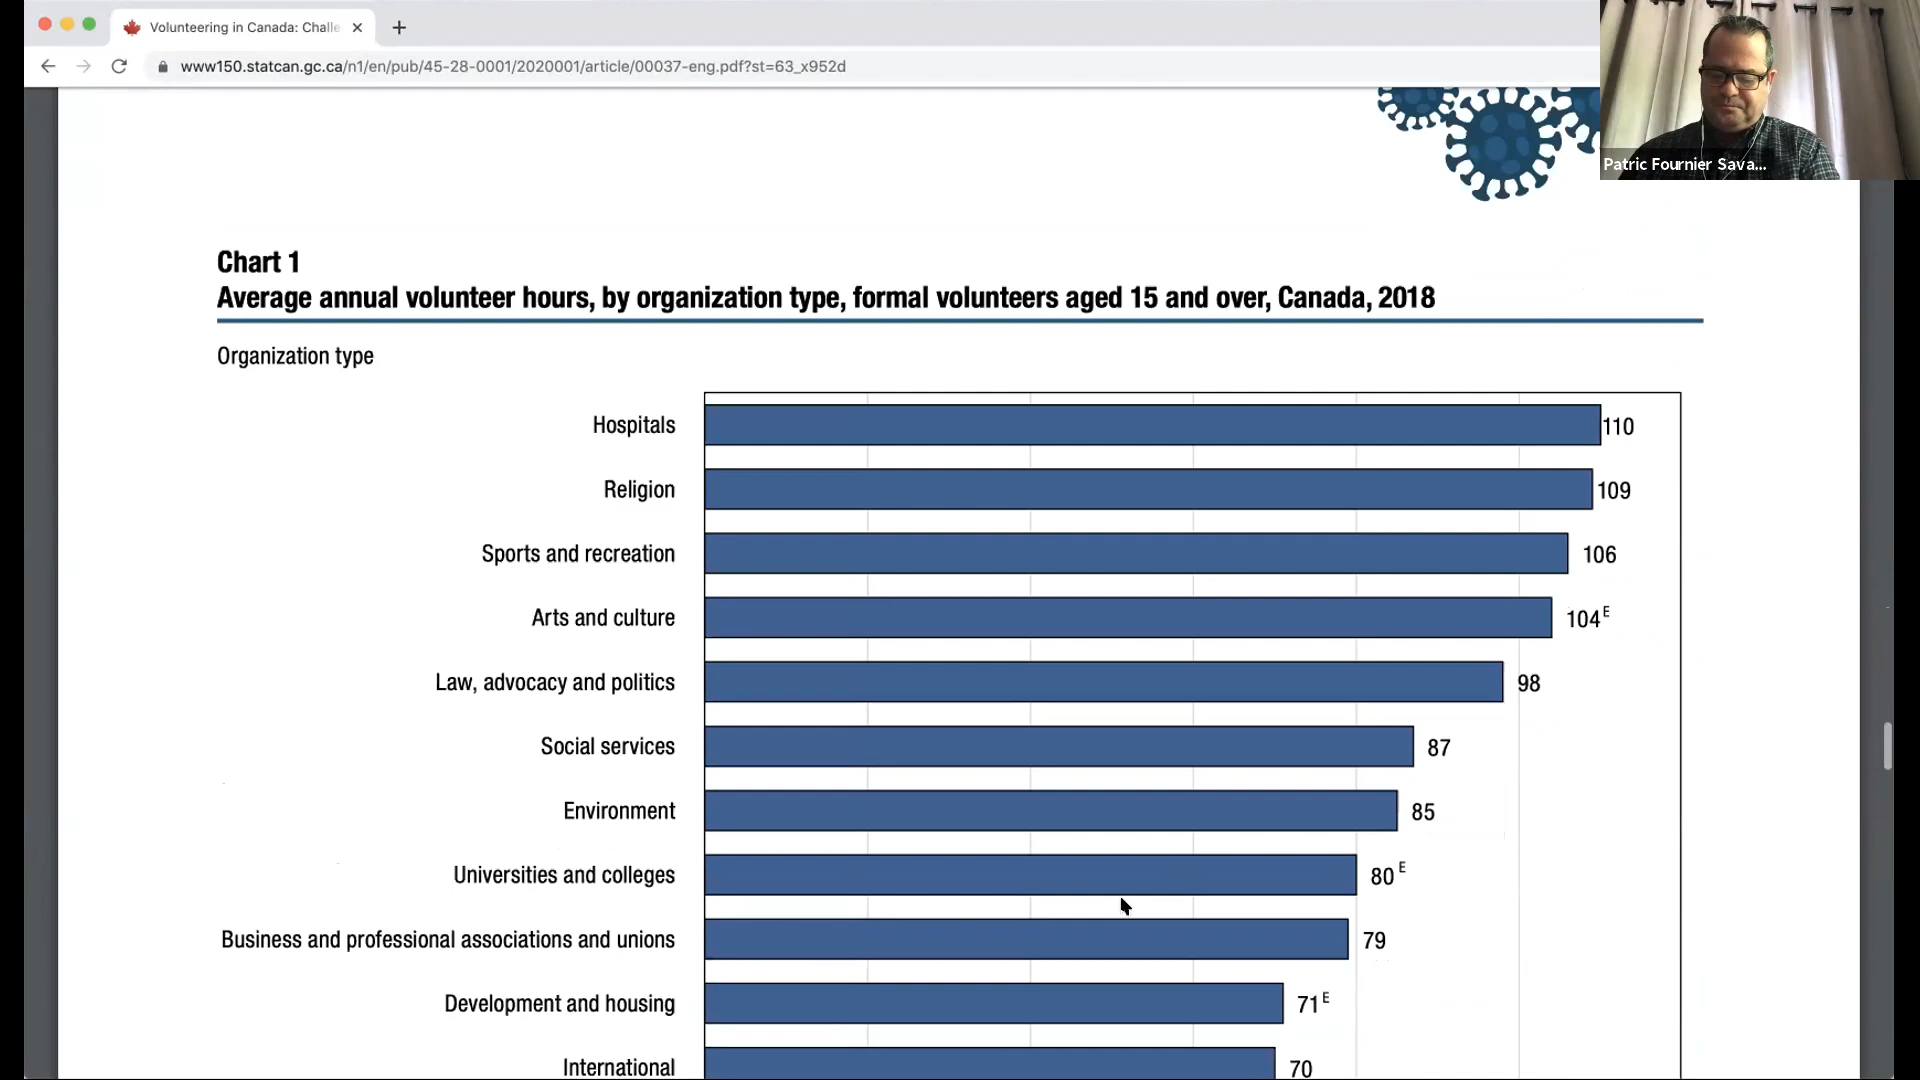 Volunteering in Canada: Challe
www150.statcan.gc.ca/n1/en/pub/45-28-0001/2020001/article/00037-eng.pdf?st=63_x952d
Patric Fournier Sava...
Chart 1
Average annual volunteer hours, by organization type, formal volunteers aged 15 and over, Canada, 2018
Organization type
Hospitals 110
Religion 109
Sports and recreation 106
Arts and culture 104 E
Law, advocacy and politics 98
Social services 87
Environment 85
Universities and colleges 80 E
Business and professional associations and unions 79
Development and housing 71 E
International 70